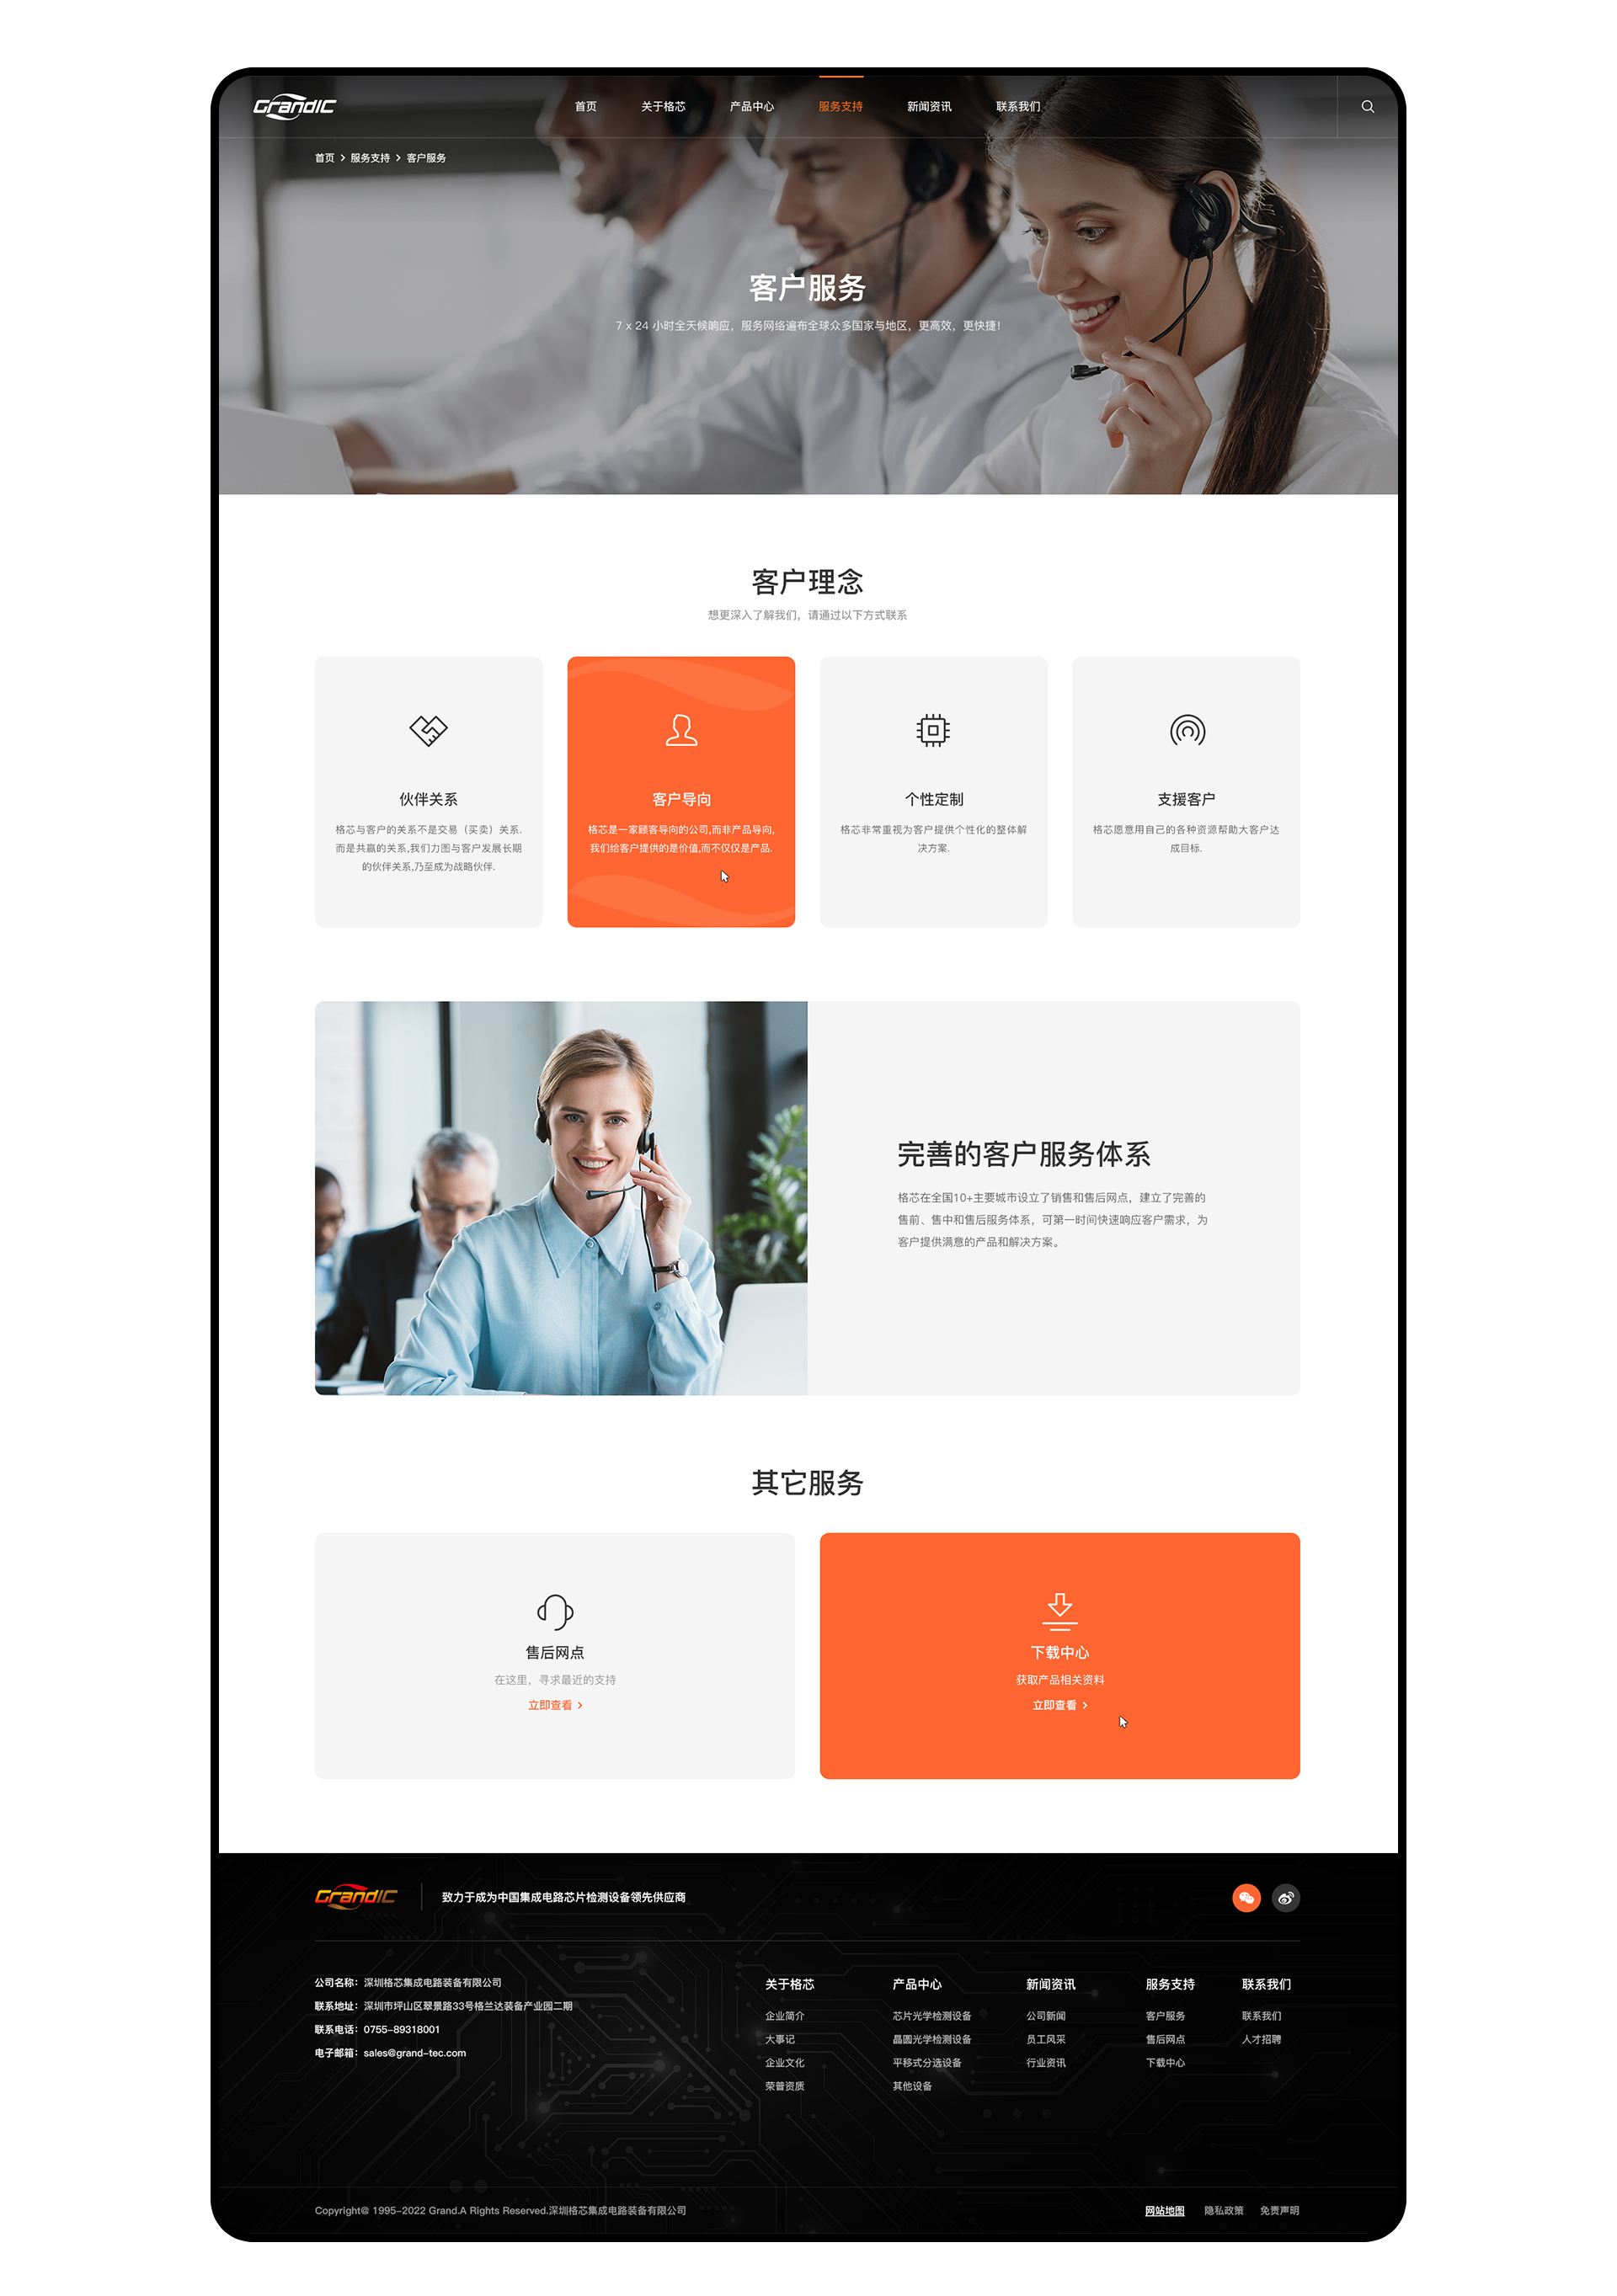 GrandIC
首页 关于格芯 产品中心 服务支持 新闻资讯 联系我们
首页 > 服务支持 > 客户服务
客户服务
7 x 24 小时全天候响应，服务网络遍布全球众多国家与地区，更高效，更快捷！
客户理念
想更深入了解我们，请通过以下方式联系
伙伴关系
格芯与客户的关系不是交易（买卖）关系.
而是共赢的关系,我们力图与客户发展长期
的伙伴关系,乃至成为战略伙伴.
客户导向
格芯是一家顾客导向的公司,而非产品导向,
我们给客户提供的是价值,而不仅仅是产品.
个性定制
格芯非常重视为客户提供个性化的整体解
决方案.
支援客户
格芯愿意用自己的各种资源帮助大客户达
成目标.
完善的客户服务体系
格芯在全国10+主要城市设立了销售和售后网点，建立了完善的
售前、售中和售后服务体系，可第一时间快速响应客户需求，为
客户提供满意的产品和解决方案。
其它服务
售后网点
在这里，寻求最近的支持
立即查看 >
下载中心
获取产品相关资料
立即查看 >
GrandIC
致力于成为中国集成电路芯片检测设备领先供应商
公司名称：深圳格芯集成电路装备有限公司
联系地址：深圳市坪山区翠景路33号格兰达装备产业园二期
联系电话：0755-89318001
电子邮箱：sales@grand-tec.com
关于格芯
企业简介
大事记
企业文化
荣普资质
产品中心
芯片光学检测设备
晶圆光学检测设备
平移式分选设备
其他设备
新闻资讯
公司新闻
员工风采
行业资讯
服务支持
客户服务
售后网点
下载中心
联系我们
联系我们
人才招聘
Copyright@ 1995-2022 Grand.A Rights Reserved.深圳格芯集成电路装备有限公司
网站地图 隐私政策 免责声明